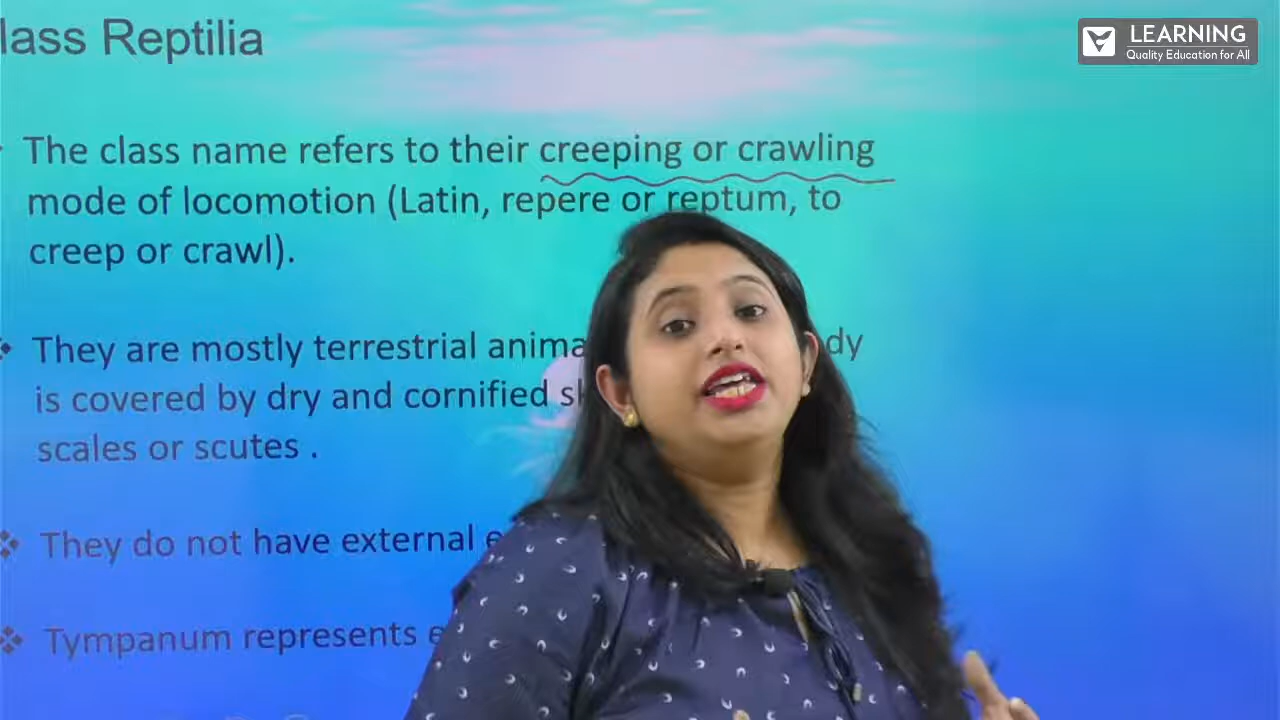 lass Reptilia
LEARNING
Quality Education for All
The class name refers to their creeping or crawling
mode of locomotion (Latin, repere or reptum, to
creep or crawl).
They are mostly terrestrial
is covered by dry and cornified
scales or scutes .
They do not have external
Tympanum represents